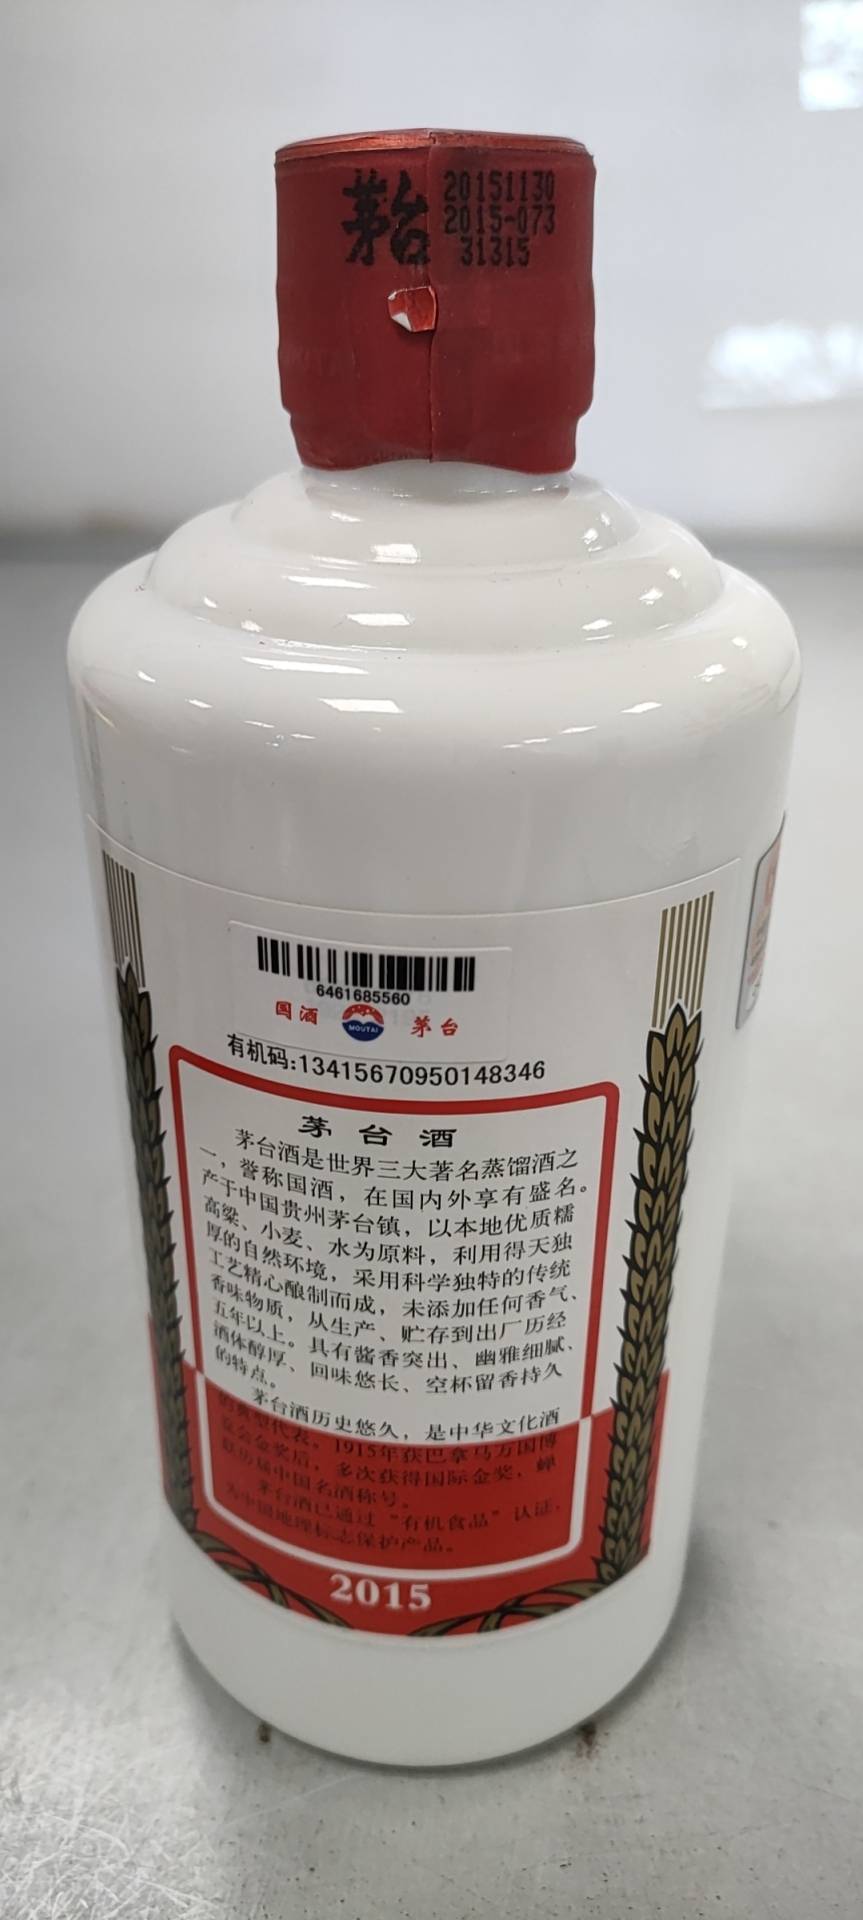 茅台
20151130
2015-073
31315
6461685560
国酒
MOUTAI
茅台
有机码:13415670950148346
茅台酒
茅台酒是世界三大著名蒸馏酒之
一，誉称国酒，在国内外享有盛名。
产于中国贵州茅台镇，以本地优质糯
高粱、小麦、水为原料，利用得天独
厚的自然环境，采用科学独特的传统
工艺精心酿制而成，未添加任何香气、
香味物质，从生产、贮存到出厂历经
五年以上。具有酱香突出、幽雅细腻、
酒体醇厚、回味悠长、空杯留香持久
的特点。
茅台酒历史悠久，是中华文化酒
的典型代表。1915年获巴拿马万国博
览会金奖后，多次获得国际金奖，蝉
联历届中国名酒称号。
茅台酒已通过"有机食品"认证，
为中国地理标志保护产品。
2015